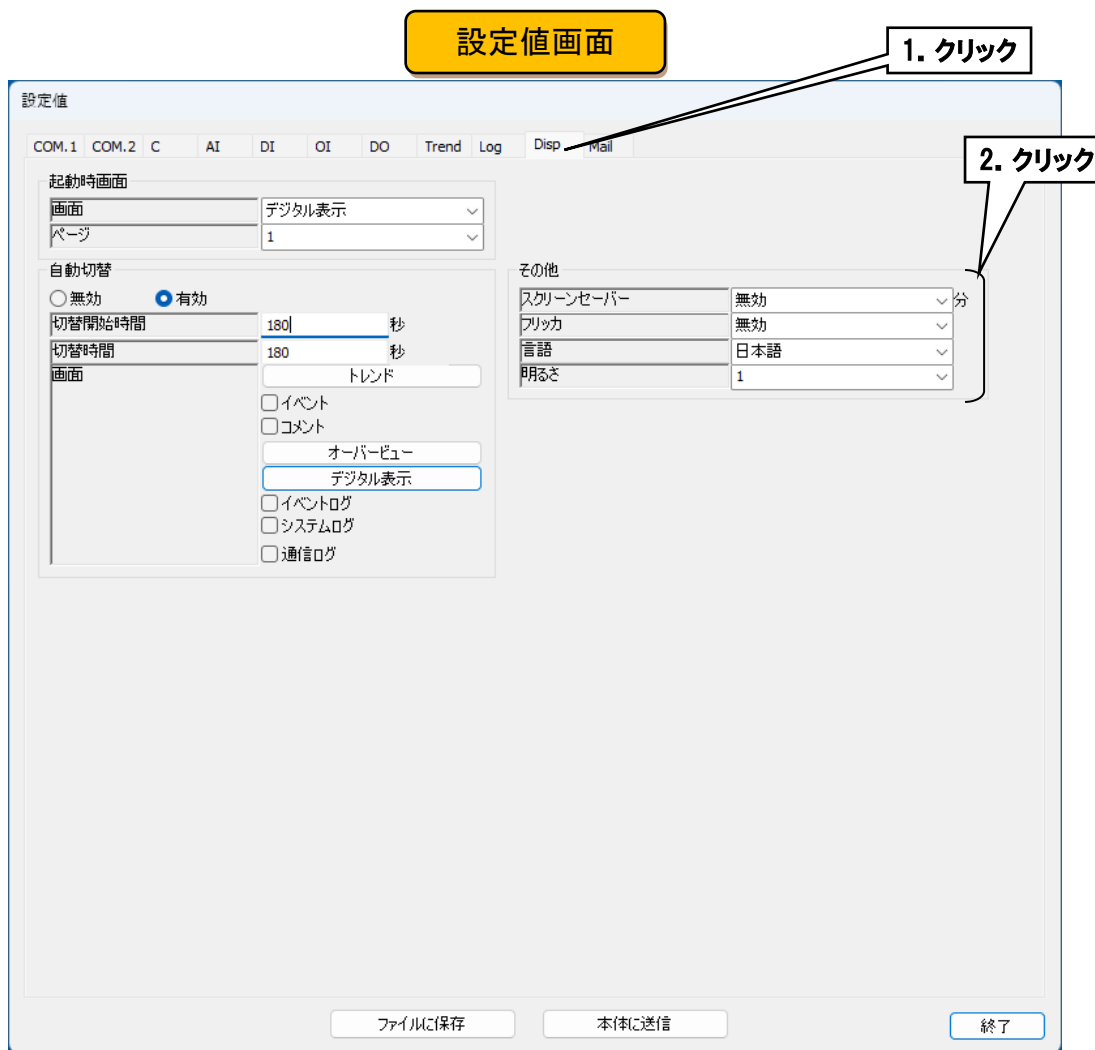 設定値画面
1. クリック
設定値
COM.1 COM.2 C AI DI OI DO Trend Log Disp Mail
2. クリック
起動時画面
画面 デジタル表示
ページ 1
自動切替
無効 有効
切替開始時間 180 秒
切替時間 180 秒
画面 トレンド
イベント
コメント
オーバービュー
デジタル表示
イベントログ
システムログ
通信ログ
その他
スクリーンセーバー 無効 分
フリッカ 無効
言語 日本語
明るさ 1
ファイルに保存 本体に送信 終了